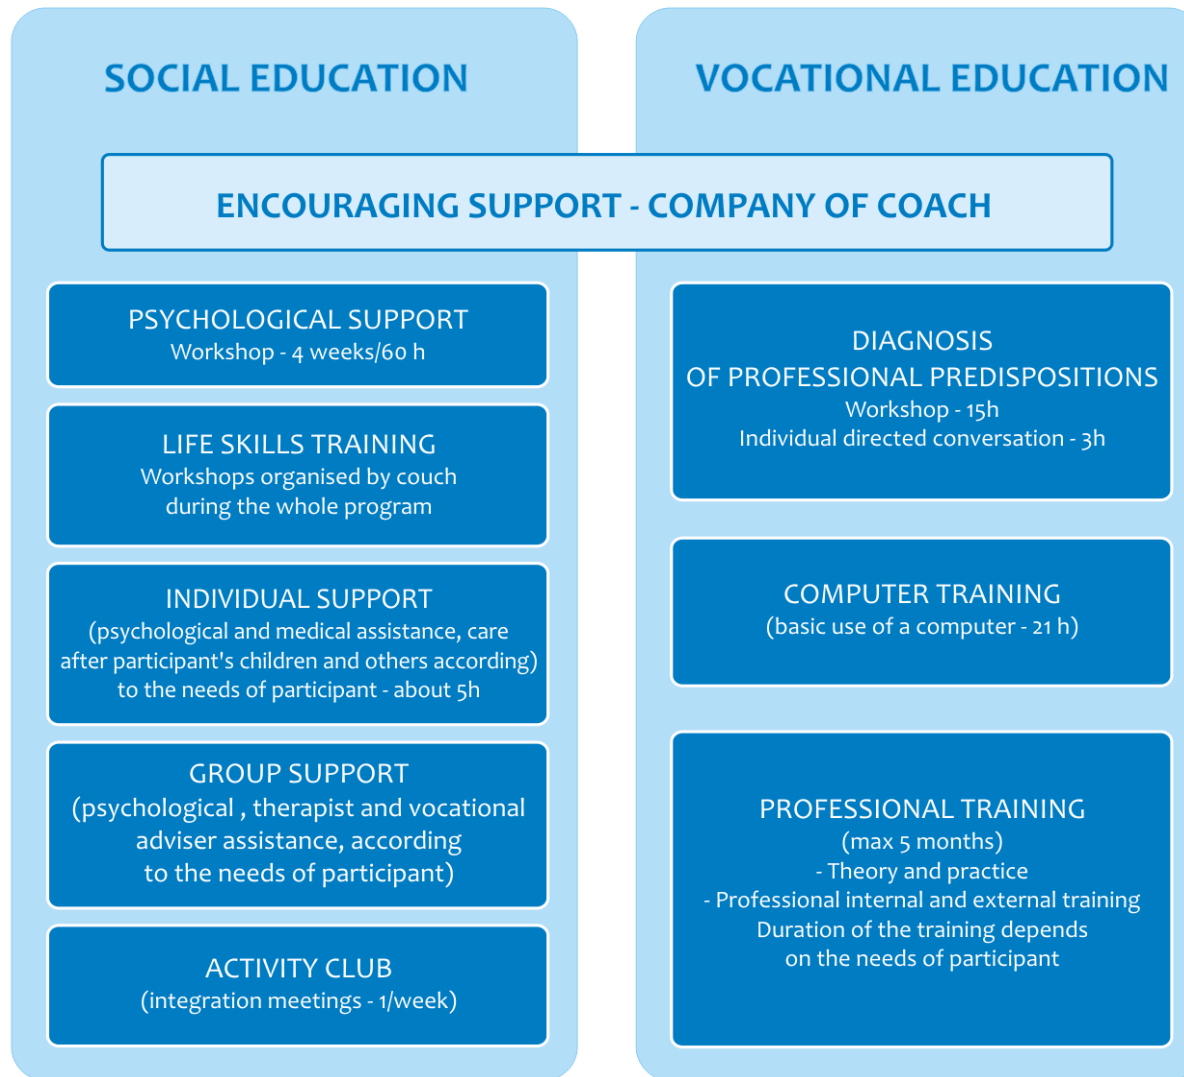 SOCIAL EDUCATION
VOCATIONAL EDUCATION
ENCOURAGING SUPPORT - COMPANY OF COACH
PSYCHOLOGICAL SUPPORT
Workshop - 4 weeks/60 h
LIFE SKILLS TRAINING
Workshops organised by couch
during the whole program
INDIVIDUAL SUPPORT
(psychological and medical assistance, care
after participant's children and others according)
to the needs of participant - about 5h
GROUP SUPPORT
(psychological , therapist and vocational
adviser assistance, according
to the needs of participant)
ACTIVITY CLUB
(integration meetings - 1/week)
DIAGNOSIS
OF PROFESSIONAL PREDISPOSITIONS
Workshop - 15h
Individual directed conversation - 3h
COMPUTER TRAINING
(basic use of a computer - 21 h)
PROFESSIONAL TRAINING
(max 5 months)
- Theory and practice
- Professional internal and external training
Duration of the training depends
on the needs of participant